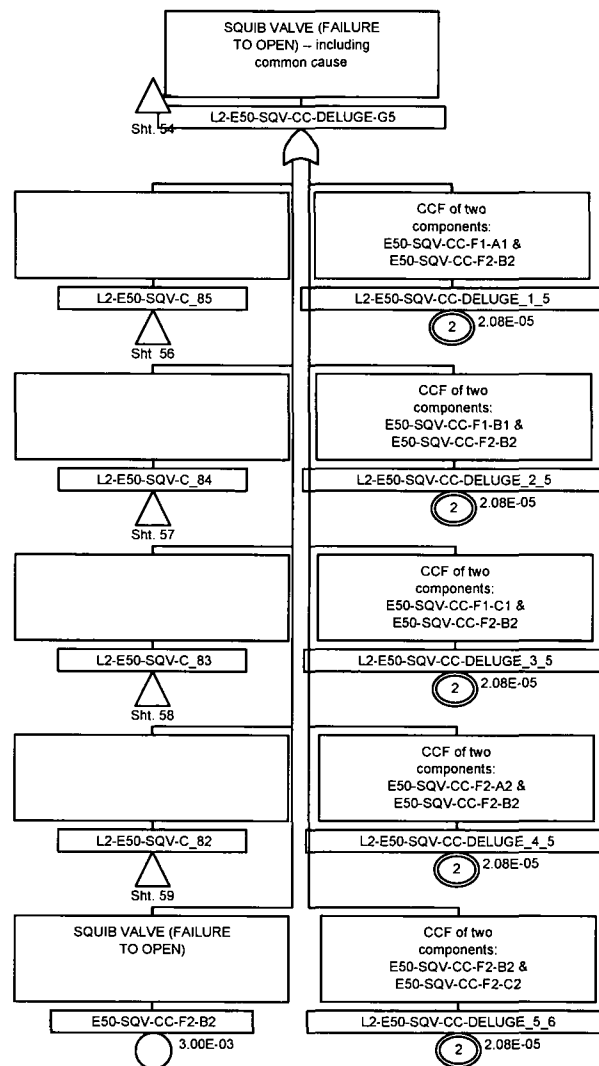 SQUIB VALVE (FAILURE
TO OPEN) -- including
common cause
L2-E50-SQV-CC-DELUGE-G5
Sht. 54
L2-E50-SQV-C_85
Sht. 56
CCF of two
components:
E50-SQV-CC-F1-A1 &
E50-SQV-CC-F2-B2
L2-E50-SQV-CC-DELUGE_1_5
2
2.08E-05
L2-E50-SQV-C_84
Sht. 57
CCF of two
components:
E50-SQV-CC-F1-B1 &
E50-SQV-CC-F2-B2
L2-E50-SQV-CC-DELUGE_2_5
2
2.08E-05
L2-E50-SQV-C_83
Sht. 58
CCF of two
components:
E50-SQV-CC-F1-C1 &
E50-SQV-CC-F2-B2
L2-E50-SQV-CC-DELUGE_3_5
2
2.08E-05
L2-E50-SQV-C_82
Sht. 59
CCF of two
components:
E50-SQV-CC-F2-A2 &
E50-SQV-CC-F2-B2
L2-E50-SQV-CC-DELUGE_4_5
2
2.08E-05
SQUIB VALVE (FAILURE
TO OPEN)
E50-SQV-CC-F2-B2
3.00E-03
CCF of two
components:
E50-SQV-CC-F2-B2 &
E50-SQV-CC-F2-C2
L2-E50-SQV-CC-DELUGE_5_6
2
2.08E-05